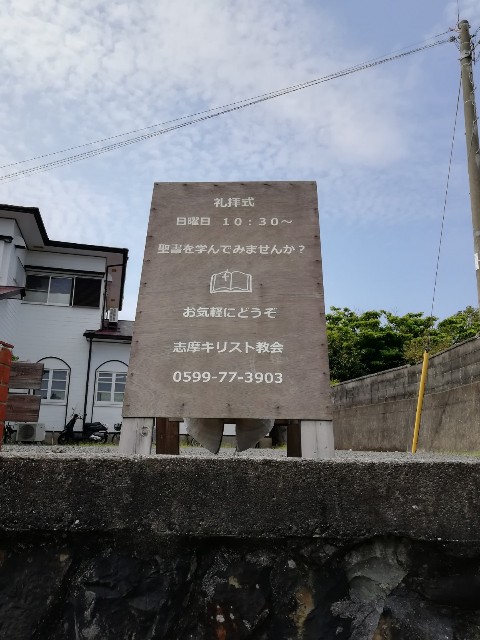 礼拝式
日曜日 10:30〜
聖書を学んでみませんか?
お気軽にどうぞ
志摩キリスト教会
0599-77-3903